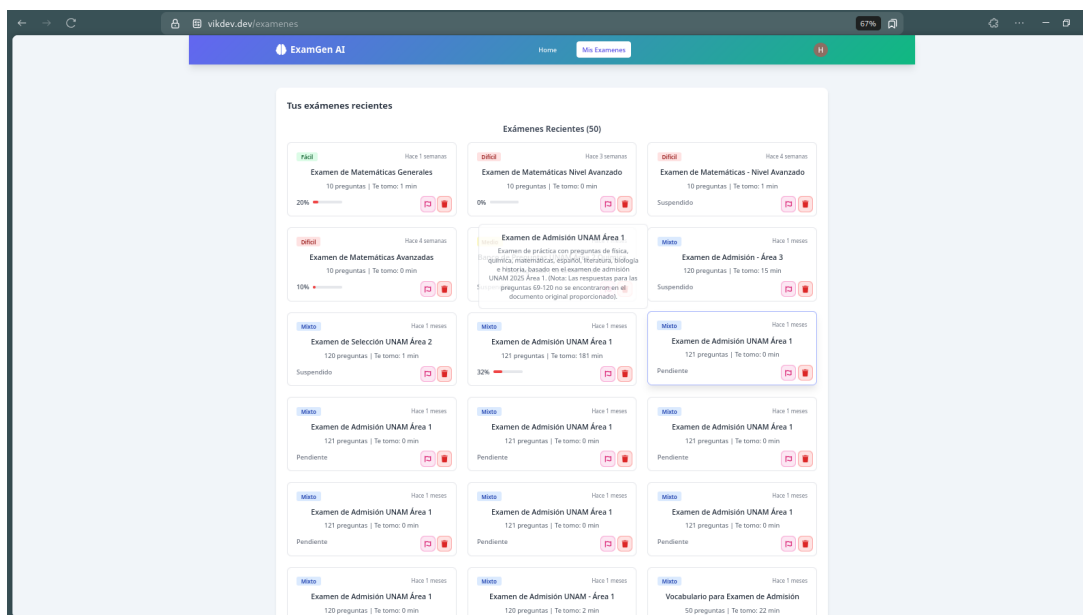 vikdev.dev/examenes
67%
ExamGen AI
Home
Mis Examenes
H
Tus exámenes recientes
Exámenes Recientes (50)
Fácil
Hace 1 semanas
Examen de Matemáticas Generales
10 preguntas | Te tomo: 1 min
20%
Difícil
Hace 3 semanas
Examen de Matemáticas Nivel Avanzado
10 preguntas | Te tomo: 0 min
0%
Difícil
Hace 4 semanas
Examen de Matemáticas - Nivel Avanzado
10 preguntas | Te tomo: 1 min
Suspendido
Difícil
Hace 4 semanas
Examen de Matemáticas Avanzadas
10 preguntas | Te tomo: 0 min
10%
Examen de Admisión UNAM Área 1
Examen de práctica con preguntas de física,
química, matemáticas, español, literatura, biología
e historia, basado en el examen de admisión
UNAM 2025 Área 1. (Nota: Las respuestas para las
preguntas 69-120 no se encontraron en el
documento original proporcionado).
Mixto
Hace 1 meses
Examen de Admisión - Área 3
120 preguntas | Te tomo: 15 min
Suspendido
Mixto
Hace 1 meses
Examen de Selección UNAM Área 2
120 preguntas | Te tomo: 1 min
Suspendido
Mixto
Hace 1 meses
Examen de Admisión UNAM Área 1
121 preguntas | Te tomo: 181 min
32%
Mixto
Hace 1 meses
Examen de Admisión UNAM Área 1
121 preguntas | Te tomo: 0 min
Pendiente
Mixto
Hace 1 meses
Examen de Admisión UNAM Área 1
121 preguntas | Te tomo: 0 min
Pendiente
Mixto
Hace 1 meses
Examen de Admisión UNAM Área 1
121 preguntas | Te tomo: 0 min
Pendiente
Mixto
Hace 1 meses
Examen de Admisión UNAM Área 1
121 preguntas | Te tomo: 0 min
Pendiente
Mixto
Hace 1 meses
Examen de Admisión UNAM Área 1
121 preguntas | Te tomo: 0 min
Pendiente
Mixto
Hace 1 meses
Examen de Admisión UNAM Área 1
121 preguntas | Te tomo: 0 min
Pendiente
Mixto
Hace 1 meses
Examen de Admisión UNAM Área 1
121 preguntas | Te tomo: 0 min
Pendiente
Mixto
Hace 1 meses
Examen de Admisión UNAM Área 1
120 preguntas | Te tomo: 0 min
Mixto
Hace 1 meses
Examen de Admisión UNAM - Área 1
120 preguntas | Te tomo: 2 min
Mixto
Hace 1 meses
Vocabulario para Examen de Admisión
50 preguntas | Te tomo: 22 min